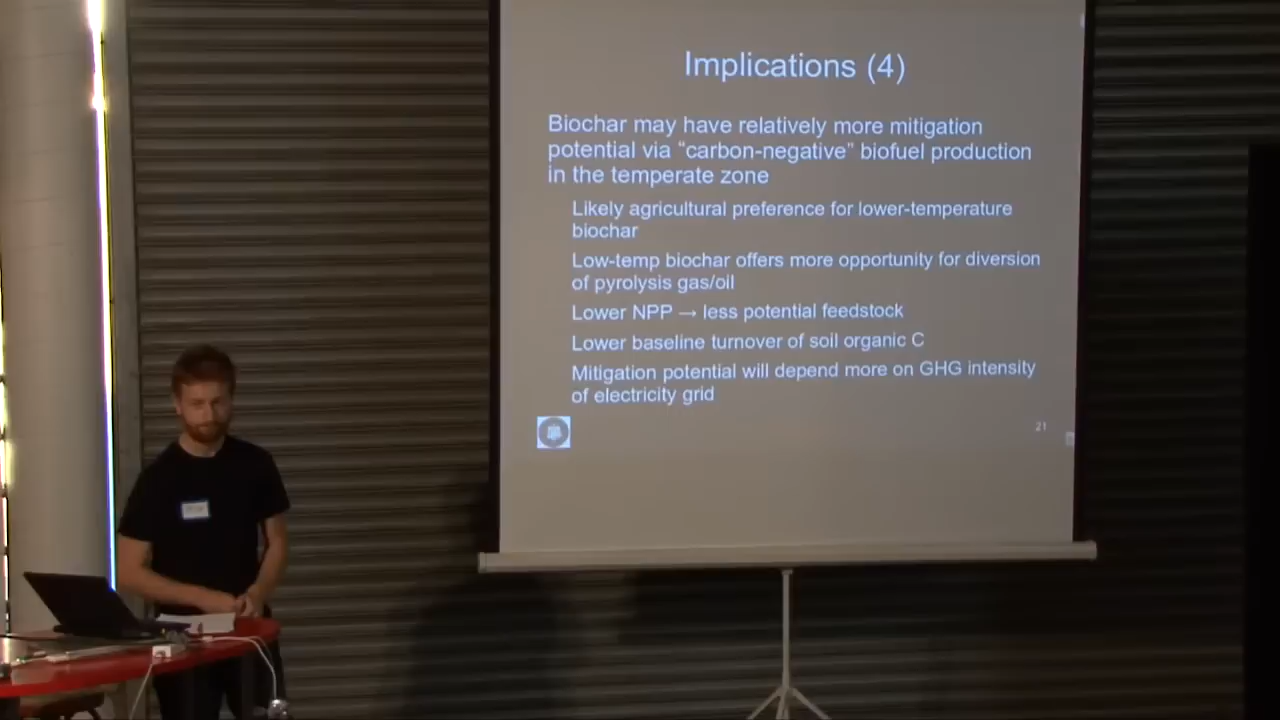 Implications (4)
Biochar may have relatively more mitigation
potential via “carbon-negative” biofuel production
in the temperate zone
Likely agricultural preference for lower-temperature
biochar
Low-temp biochar offers more opportunity for diversion
of pyrolysis gas/oil
Lower NPP → less potential feedstock
Lower baseline turnover of soil organic C
Mitigation potential will depend more on GHG intensity
of electricity grid
21